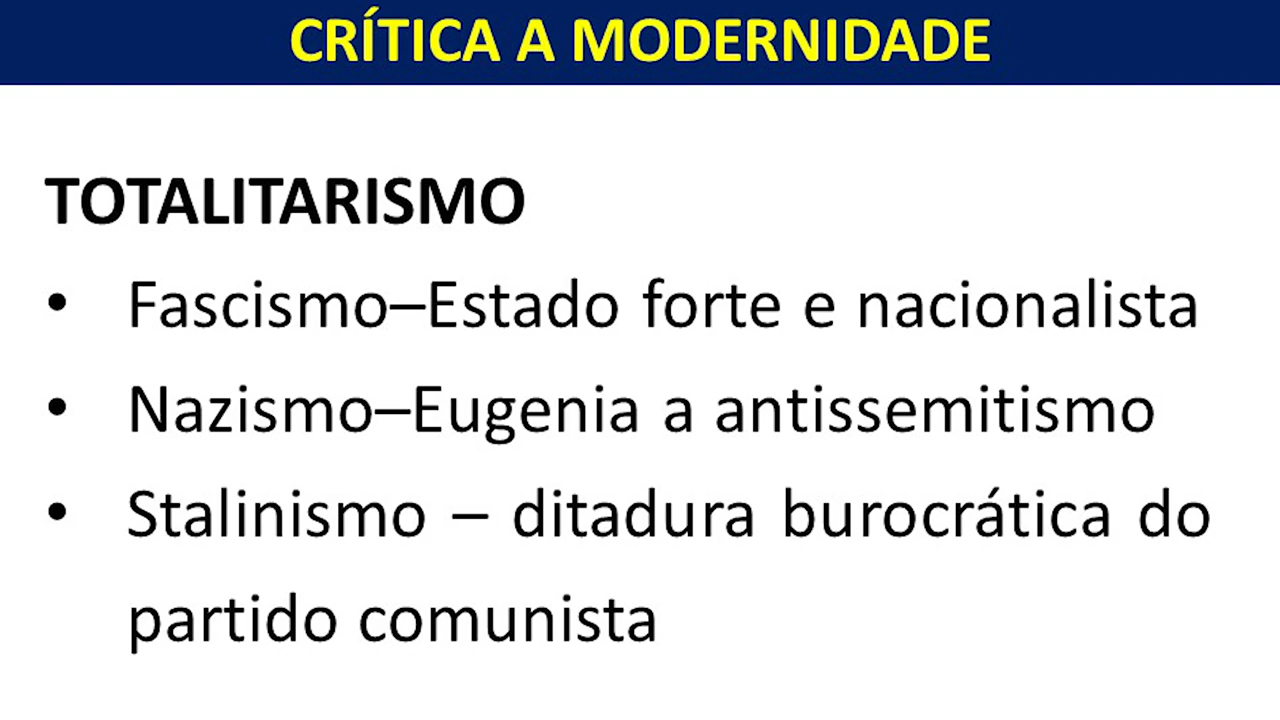 CRÍTICA A MODERNIDADE
TOTALITARISMO
• Fascismo–Estado forte e nacionalista
• Nazismo–Eugenia a antissemitismo
• Stalinismo – ditadura burocrática do
partido comunista